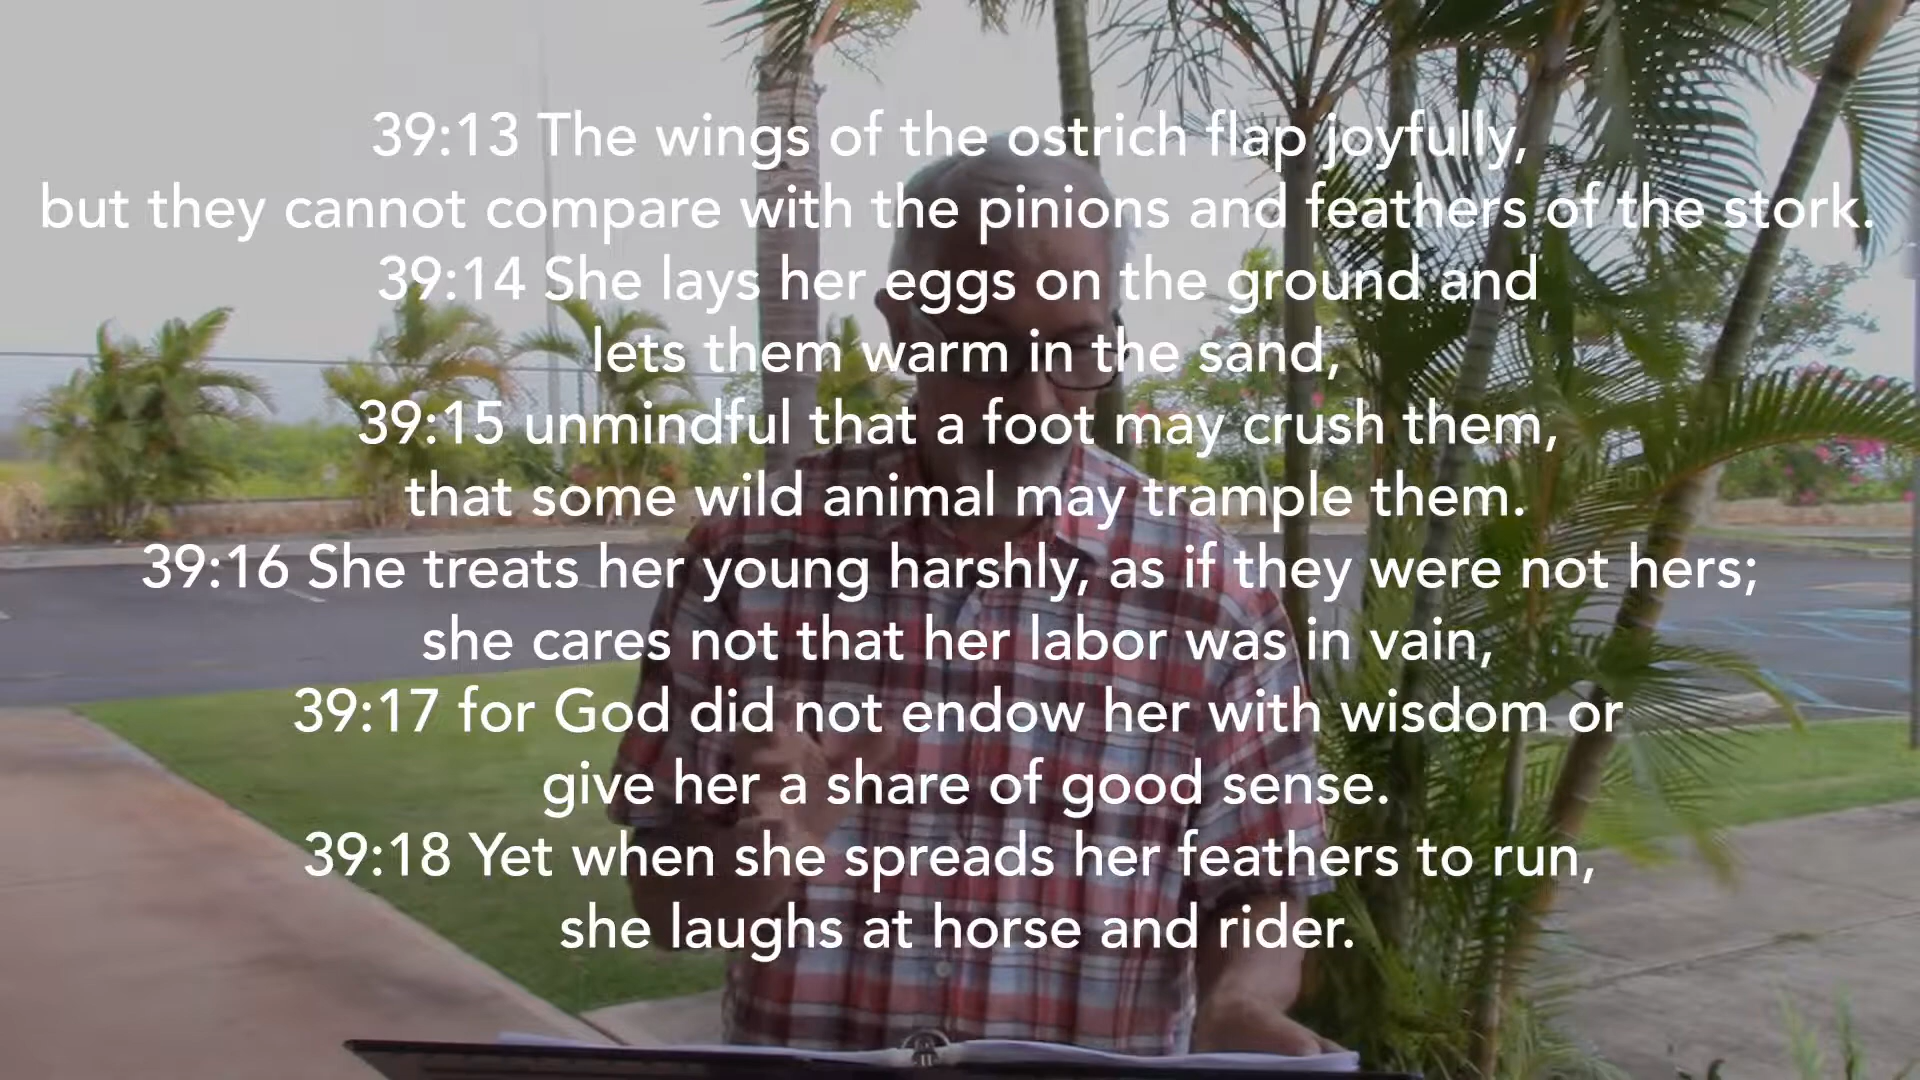 39:13 The wings of the ostrich flap joyfully,
but they cannot compare with the pinions and feathers of the stork.
39:14 She lays her eggs on the ground and
lets them warm in the sand,
39:15 unmindful that a foot may crush them,
that some wild animal may trample them.
39:16 She treats her young harshly, as if they were not hers;
she cares not that her labor was in vain,
39:17 for God did not endow her with wisdom or
give her a share of good sense.
39:18 Yet when she spreads her feathers to run,
she laughs at horse and rider.